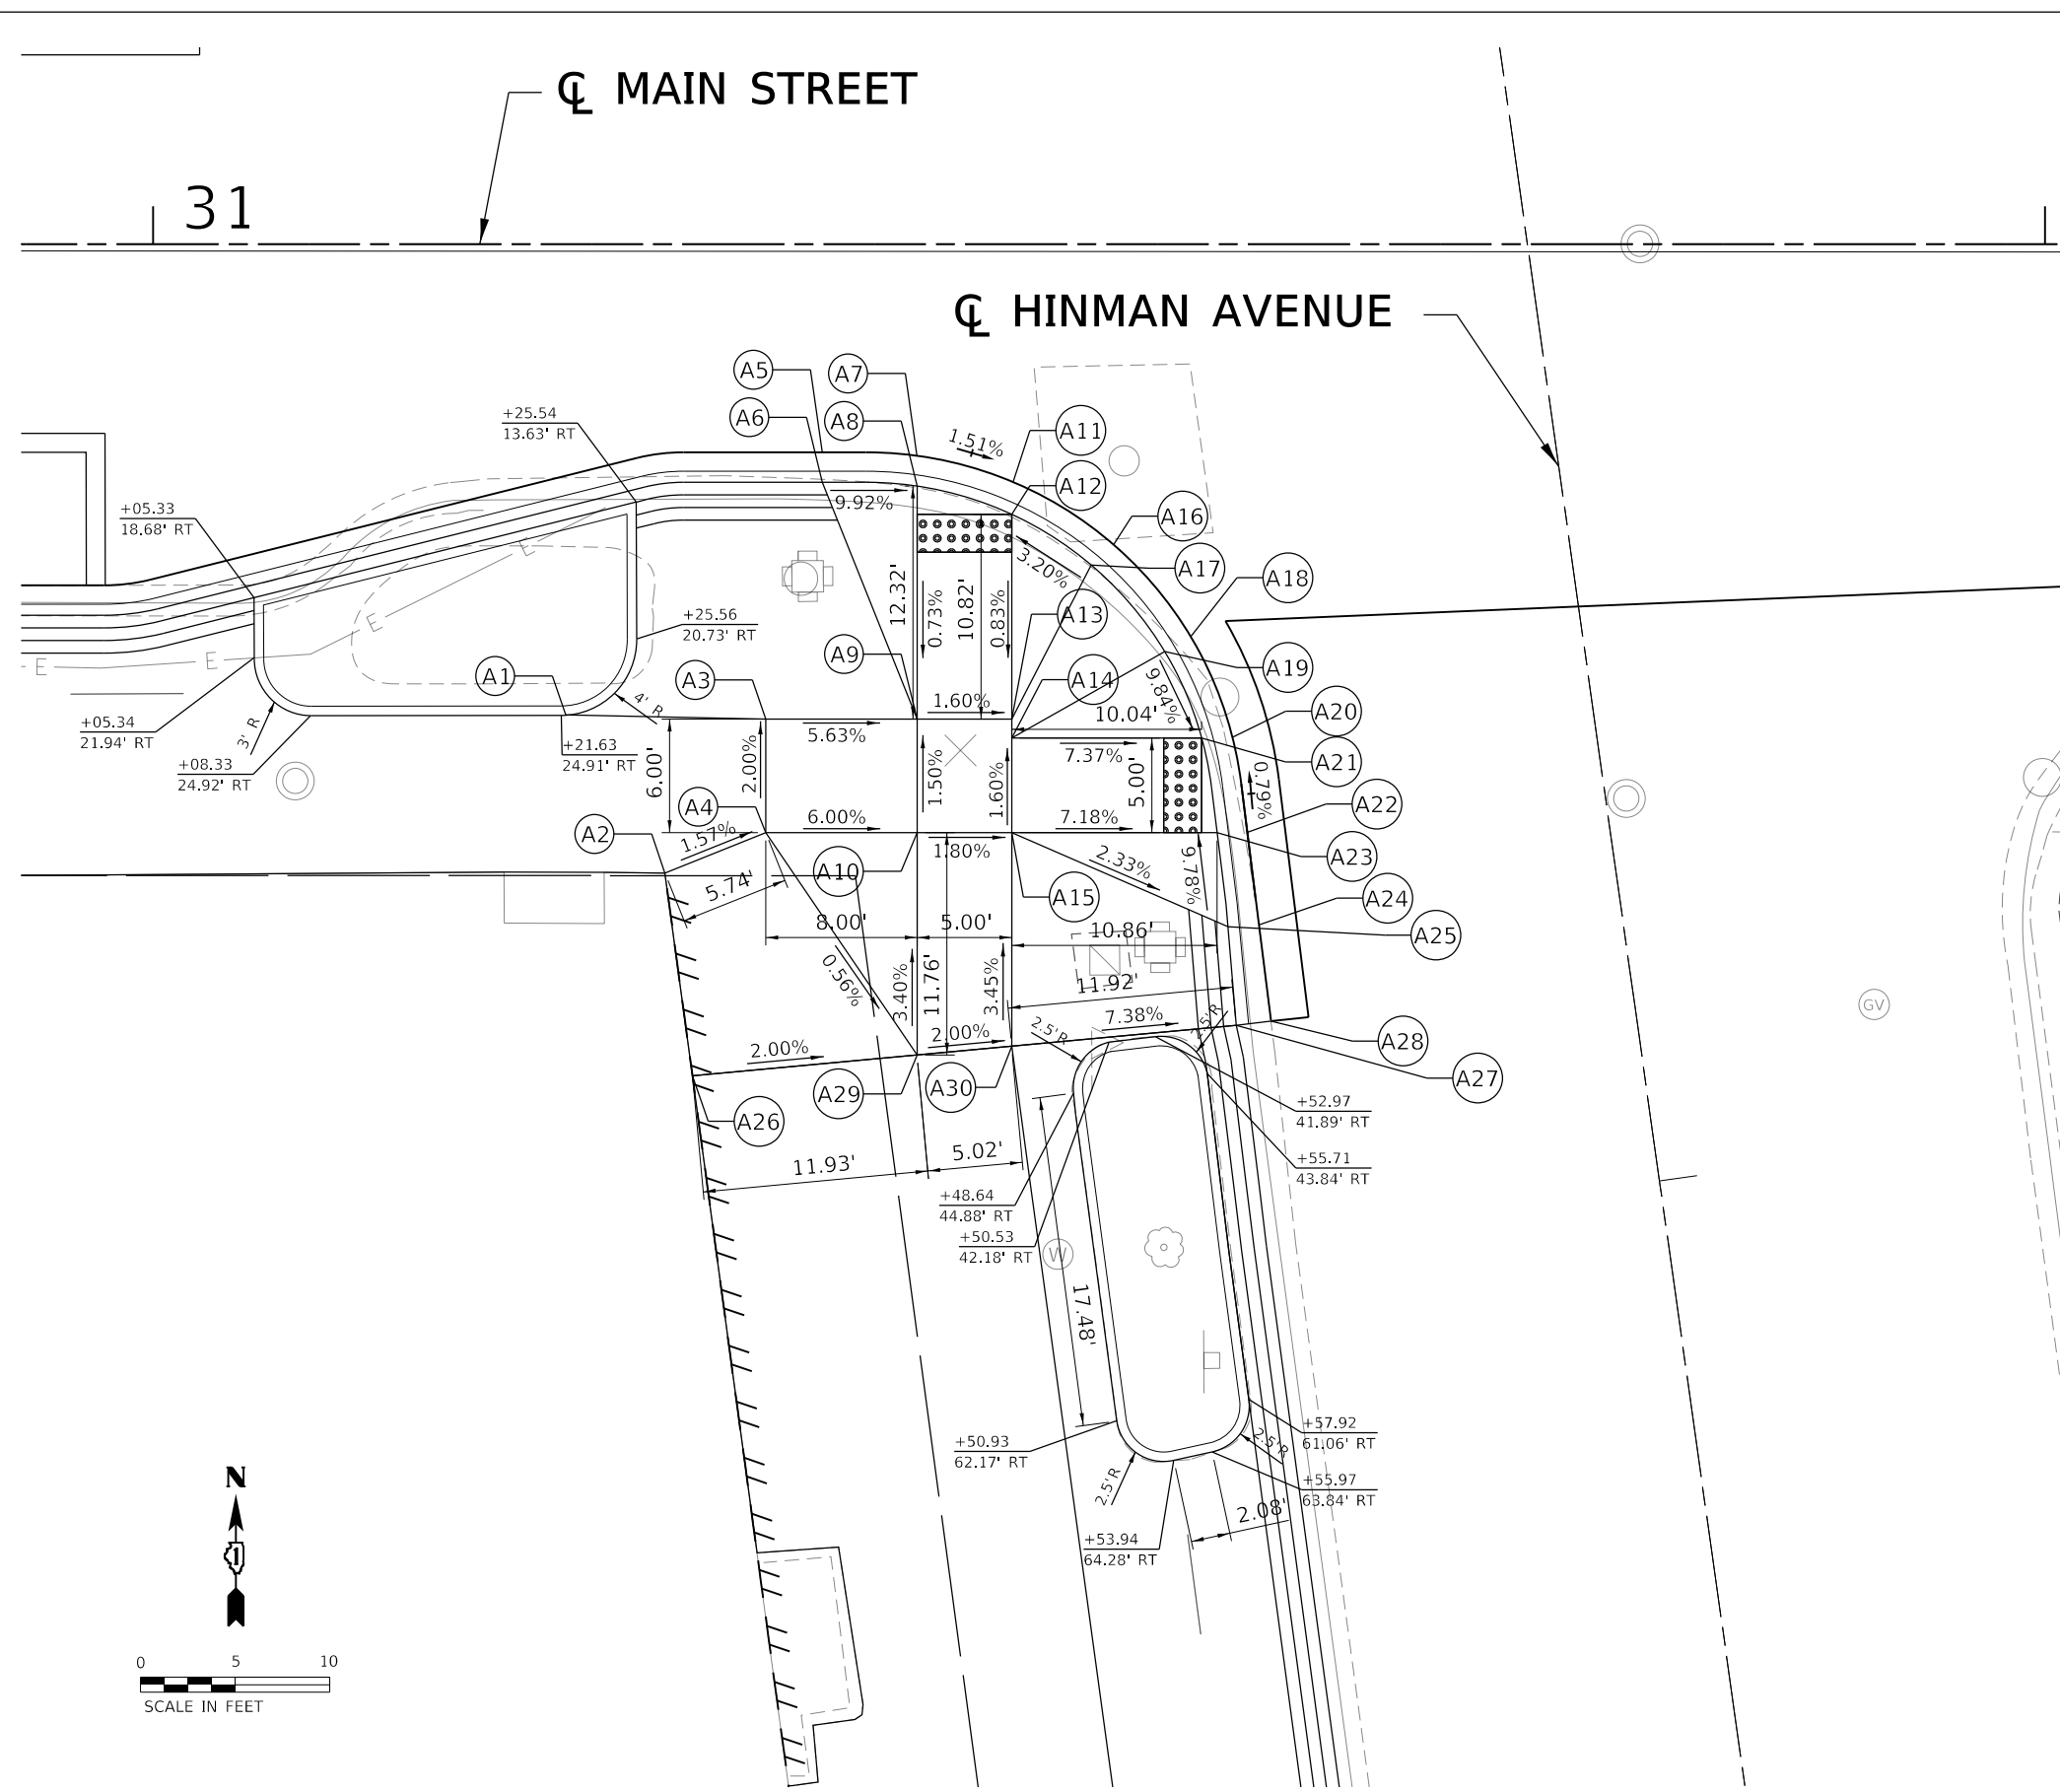 ℄ MAIN STREET
31
℄ HINMAN AVENUE
A5
A7
A6
A8
A11
1.51%
A12
+25.54
13.63' RT
9.92%
+05.33
18.68' RT
A16
E
3.20%
A17
A18
12.32'
0.73%
10.82'
0.83%
A13
E
+25.56
20.73' RT
E
E
A1
A3
A9
A14
A19
9.84%
4' R
1.60%
10.04'
A20
+05.34
21.94' RT
3' R
5.63%
+21.63
24.91' RT
+08.33
24.92' RT
6.00'
2.00%
1.50%
1.60%
7.37%
5.00'
A21
0.79%
A4
6.00%
7.18%
A22
A2
1.57%
1.80%
2.33%
9.78%
A23
5.74'
A10
A15
A24
8.00'
5.00'
10.86'
A25
0.56%
3.40%
11.76'
3.45%
11.92'
GV
2.00%
2.00%
2.5'R
7.38%
2.5'R
A28
A29
A30
A27
A26
+52.97
41.89' RT
11.93'
5.02'
+55.71
43.84' RT
+48.64
44.88' RT
+50.53
42.18' RT
W
17.48'
+57.92
61.06' RT
+50.93
62.17' RT
2.5'R
2.5'R
+55.97
63.84' RT
2.08'
+53.94
64.28' RT
N
1
0 5 10
SCALE IN FEET